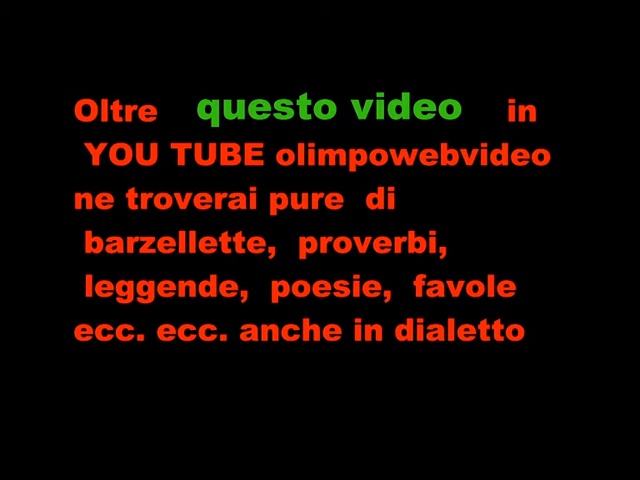 Oltre questo video in
YOU TUBE olimpowebvideo
ne troverai pure di
barzellette, proverbi,
leggende, poesie, favole
ecc. ecc. anche in dialetto